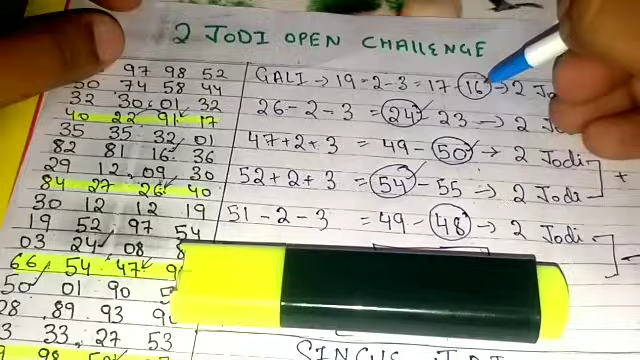 2 JODI OPEN CHALLENGE
97 98 52
50 74 58 44
32 30 01 32
40 22 91 17
35 35 32 01
82 81 16 36
29 12 09 30
84 27 26 40
30 12 12 19
19 52 97 54
03 24 08
66 54 47
50 01 90
28 89 93
33 27 53
98
GALI → 19 - 2 - 3 = 17 - 16 → 2
26 - 2 - 3 = 24 - 23 → 2
47 + 2 + 3 = 49 - 50 → 2 Jodi
52 + 2 + 3 = 54 - 55 → 2 Jodi
+
51 - 2 - 3 = 49 - 48 → 2 Jodi